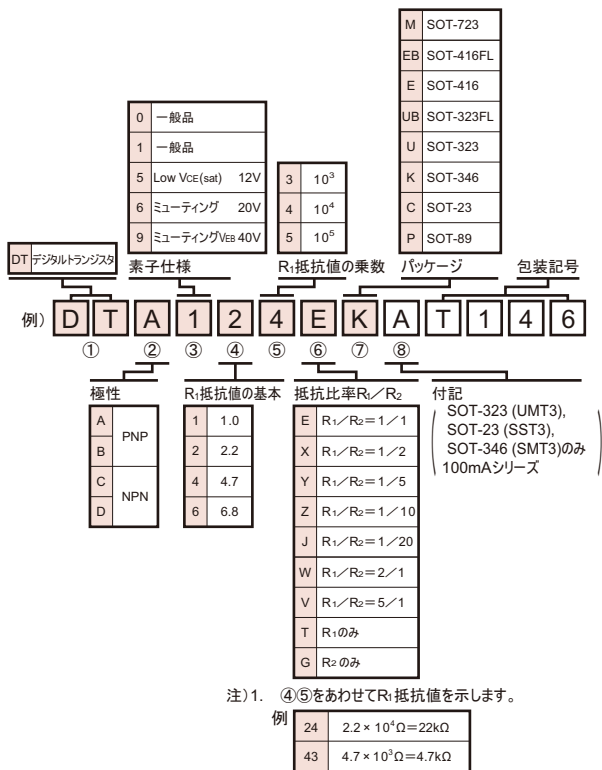 M SOT-723
EB SOT-416FL
E SOT-416
UB SOT-323FL
U SOT-323
K SOT-346
C SOT-23
P SOT-89
0 一般品
1 一般品
5 Low VCE(sat) 12V
6 ミューティング 20V
9 ミューティングVEB 40V
3 10³
4 10⁴
5 10⁵
DT デジタルトランジスタ
素子仕様 R₁抵抗値の乗数 パッケージ 包装記号
例) D T A 1 2 4 E K A T 1 4 6
① ② ③ ④ ⑤ ⑥ ⑦ ⑧
極性
A PNP
B
C NPN
D
R₁抵抗値の基本
1 1.0
2 2.2
4 4.7
6 6.8
抵抗比率R₁/R₂
E R₁/R₂=1/1
X R₁/R₂=1/2
Y R₁/R₂=1/5
Z R₁/R₂=1/10
J R₁/R₂=1/20
W R₁/R₂=2/1
V R₁/R₂=5/1
T R₁のみ
G R₂のみ
付記
(SOT-323 (UMT3),
SOT-23 (SST3),
SOT-346 (SMT3)のみ
100mAシリーズ)
注)1. ④⑤をあわせてR₁抵抗値を示します。
例 24 2.2×10⁴Ω=22kΩ
43 4.7×10³Ω=4.7kΩ